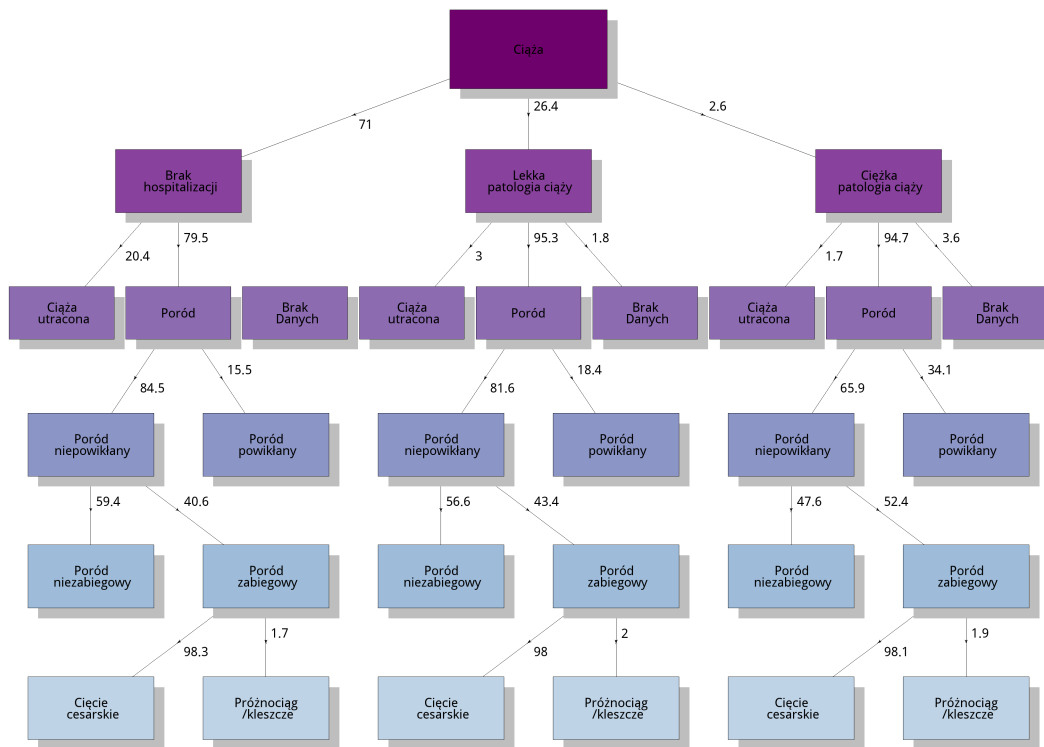 Ciąża
71
26.4
2.6
Brak
hospitalizacji
Lekka
patologia ciąży
Ciężka
patologia ciąży
20.4
79.5
3
95.3
1.8
1.7
94.7
3.6
Ciąża
utracona
Poród
Brak
Danych
Ciąża
utracona
Poród
Brak
Danych
Ciąża
utracona
Poród
Brak
Danych
84.5
15.5
81.6
18.4
65.9
34.1
Poród
niepowikłany
Poród
powikłany
Poród
niepowikłany
Poród
powikłany
Poród
niepowikłany
Poród
powikłany
59.4
40.6
56.6
43.4
47.6
52.4
Poród
niezabiegowy
Poród
zabiegowy
Poród
niezabiegowy
Poród
zabiegowy
Poród
niezabiegowy
Poród
zabiegowy
98.3
1.7
98
2
98.1
1.9
Cięcie
cesarskie
Próżnociąg
/kleszcze
Cięcie
cesarskie
Próżnociąg
/kleszcze
Cięcie
cesarskie
Próżnociąg
/kleszcze